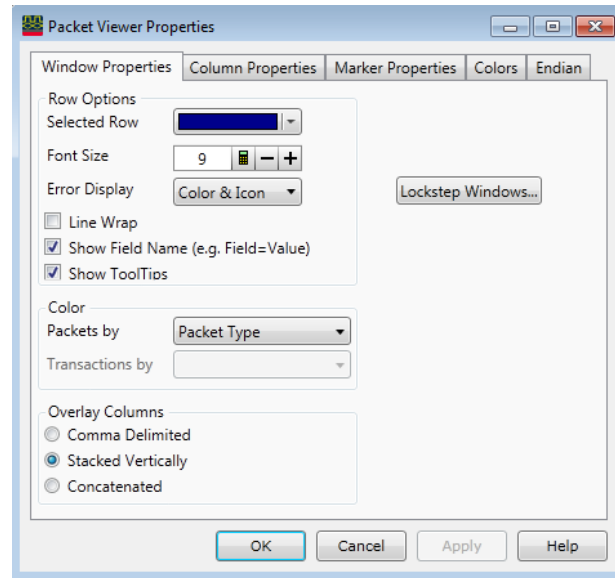 Packet Viewer Properties
Window Properties Column Properties Marker Properties Colors Endian
Row Options
Selected Row
Font Size 9
Error Display Color & Icon
Lockstep Windows...
Line Wrap
Show Field Name (e.g. Field=Value)
Show ToolTips
Color
Packets by Packet Type
Transactions by
Overlay Columns
Comma Delimited
Stacked Vertically
Concatenated
OK Cancel Apply Help